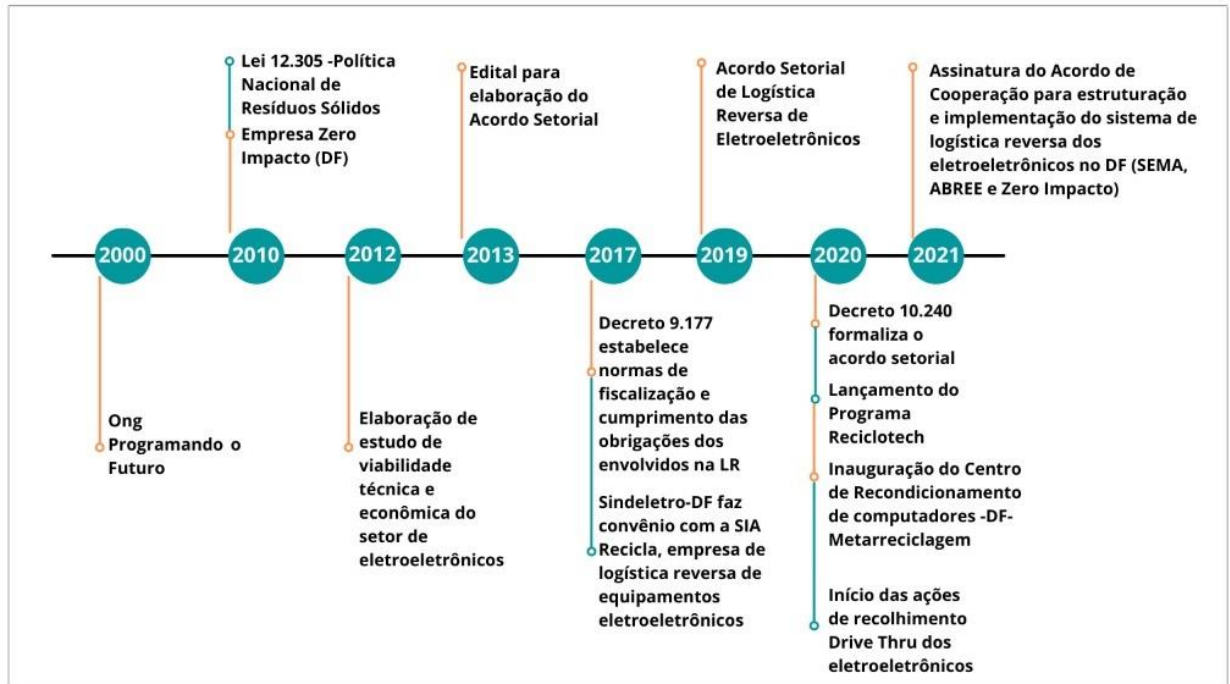 Lei 12.305 -Política
Nacional de
Resíduos Sólidos
Empresa Zero
Impacto (DF)
Edital para
elaboração do
Acordo Setorial
Acordo Setorial
de Logística
Reversa de
Eletroeletrônicos
Assinatura do Acordo de
Cooperação para estruturação
e implementação do sistema de
logística reversa dos
eletroeletrônicos no DF (SEMA,
ABREE e Zero Impacto)
2000
2010
2012
2013
2017
2019
2020
2021
Ong
Programando o
Futuro
Elaboração de
estudo de
viabilidade
técnica e
econômica do
setor de
eletroeletrônicos
Decreto 9.177
estabelece
normas de
fiscalização e
cumprimento das
obrigações dos
envolvidos na LR
Sindeletro-DF faz
convênio com a SIA
Recicla, empresa de
logística reversa de
equipamentos
eletroeletrônicos
Decreto 10.240
formaliza o
acordo setorial
Lançamento do
Programa
Reciclotech
Inauguração do Centro
de Recondicionamento
de computadores -DF-
Metarreciclagem
Início das ações
de recolhimento
Drive Thru dos
eletroeletrônicos